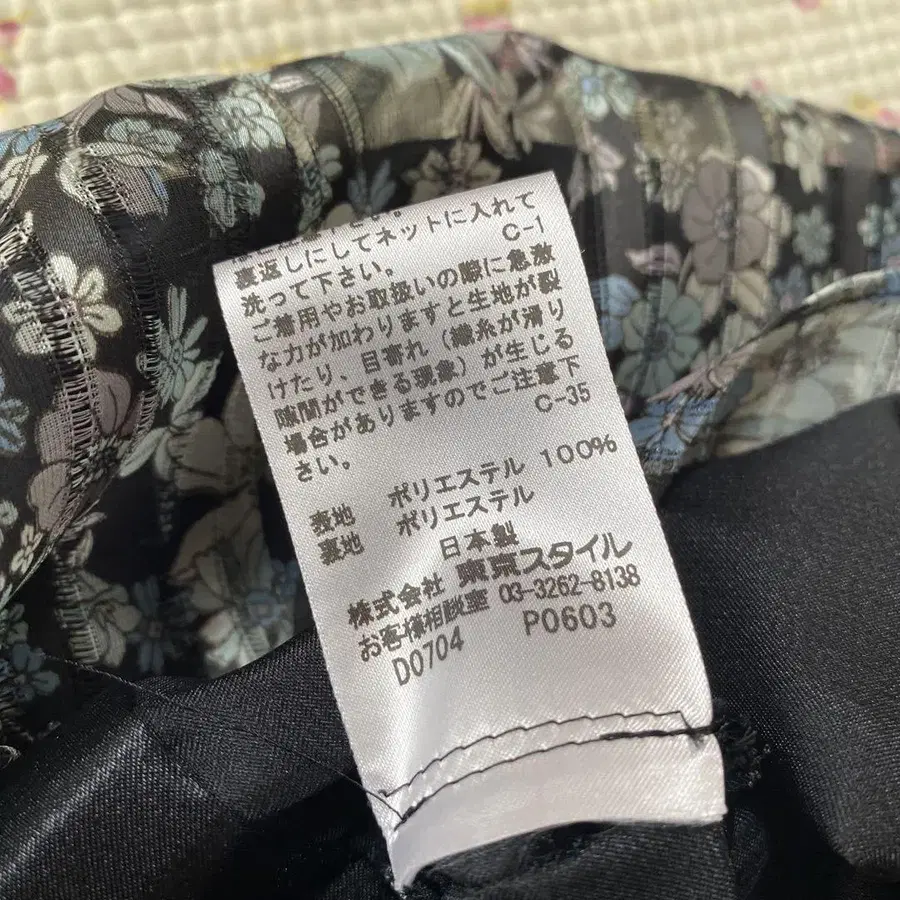 ください。
裏返しにしてネットに入れて
洗って下さい。 C-1
ご着用やお取扱いの際に急激
な力が加わりますと生地が裂
けたり、目寄れ（織糸が滑り
隙間ができる現象）が生じる
場合がありますのでご注意下
さい。 C-35
表地 ポリエステル 100%
裏地 ポリエステル
日本製
株式会社 東京スタイル
お客様相談室 03-3262-8138
D0704 P0603